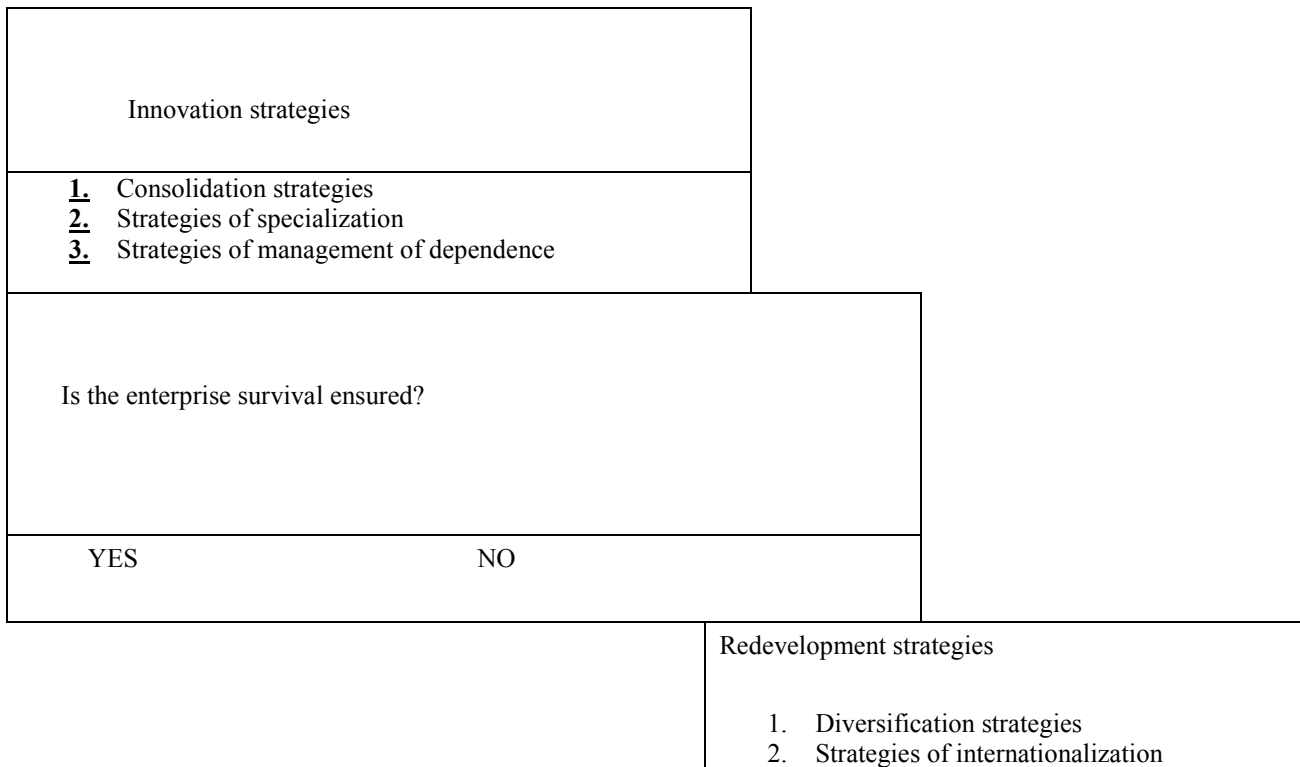 Innovation strategies
1. Consolidation strategies
2. Strategies of specialization
3. Strategies of management of dependence
Is the enterprise survival ensured?
YES NO
Redevelopment strategies
1. Diversification strategies
2. Strategies of internationalization